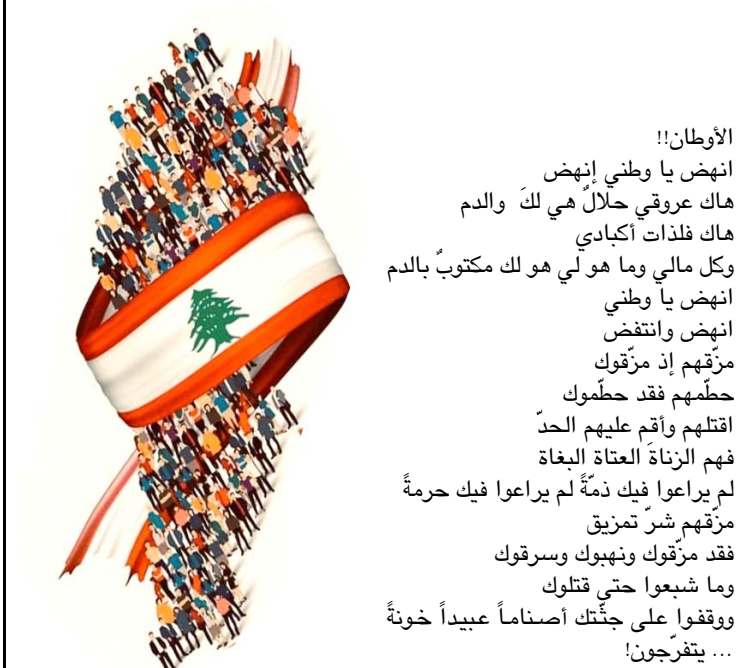 الأوطان!!
انهض يا وطني إنهض
هاك عروقي حلالٌ هي لكَ والدم
هاك فلذات أكبادي
وكل مالي وما هو لي هو لك مكتوبٌ بالدم
انهض يا وطني
انهض وانتفض
مزّقهم إذ مزّقوك
حطّمهم فقد حطّموك
اقتلهم وأقم عليهم الحدّ
فهم الزناةَ العتاة البغاة
لم يراعوا فيك ذمّةً لم يراعوا فيك حرمةً
مزّقهم شرّ تمزيق
فقد مزّقوك ونهبوك وسرقوك
وما شبعوا حتى قتلوك
ووقفوا على جثّتك أصناماً عبيداً خونةً
... يتفرّجون!